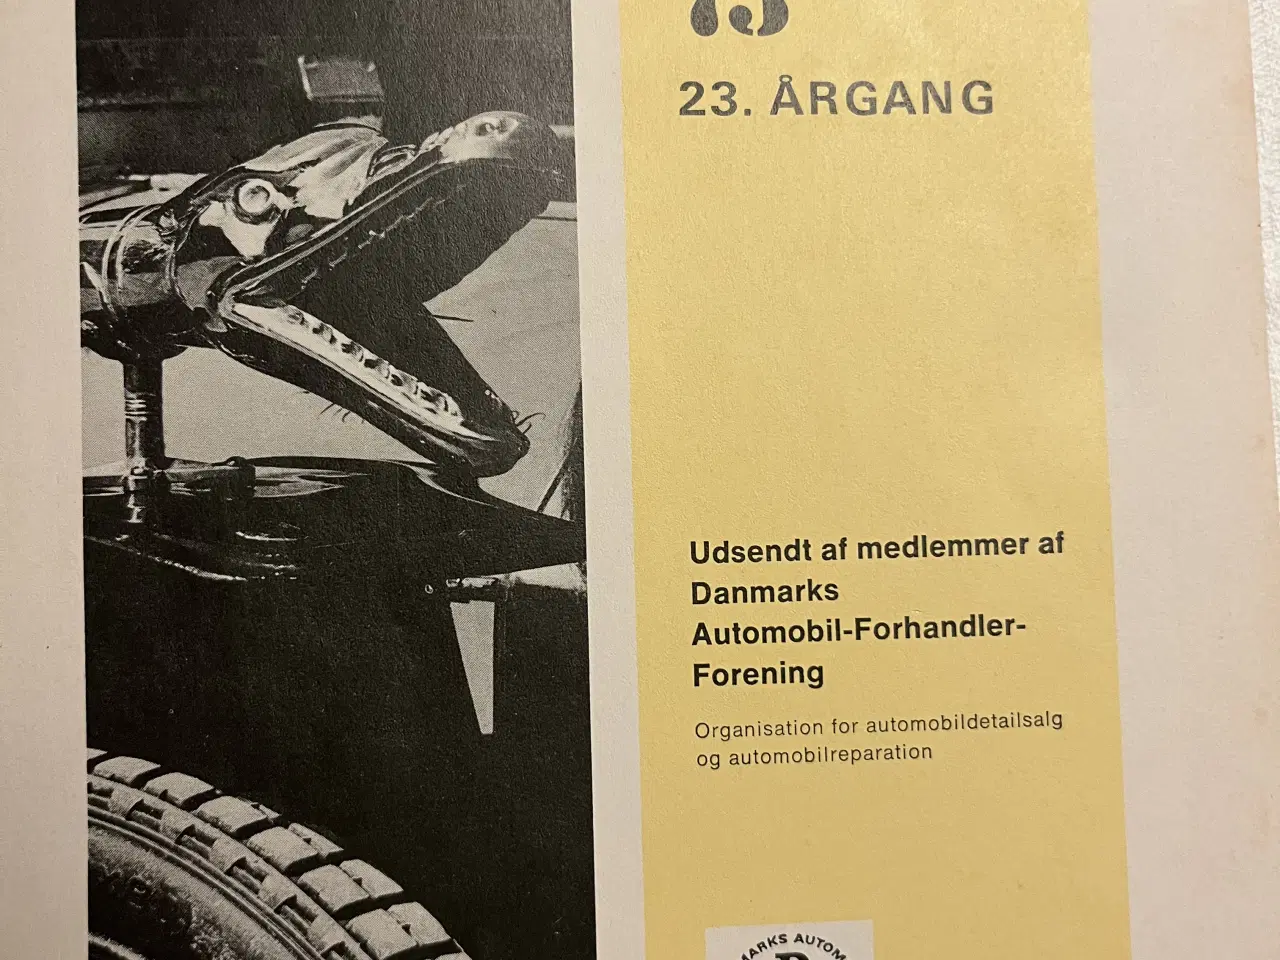 23. ÅRGANG
Udsendt af medlemmer af
Danmarks
Automobil-Forhandler-
Forening
Organisation for automobildetailsalg
og automobilreparation